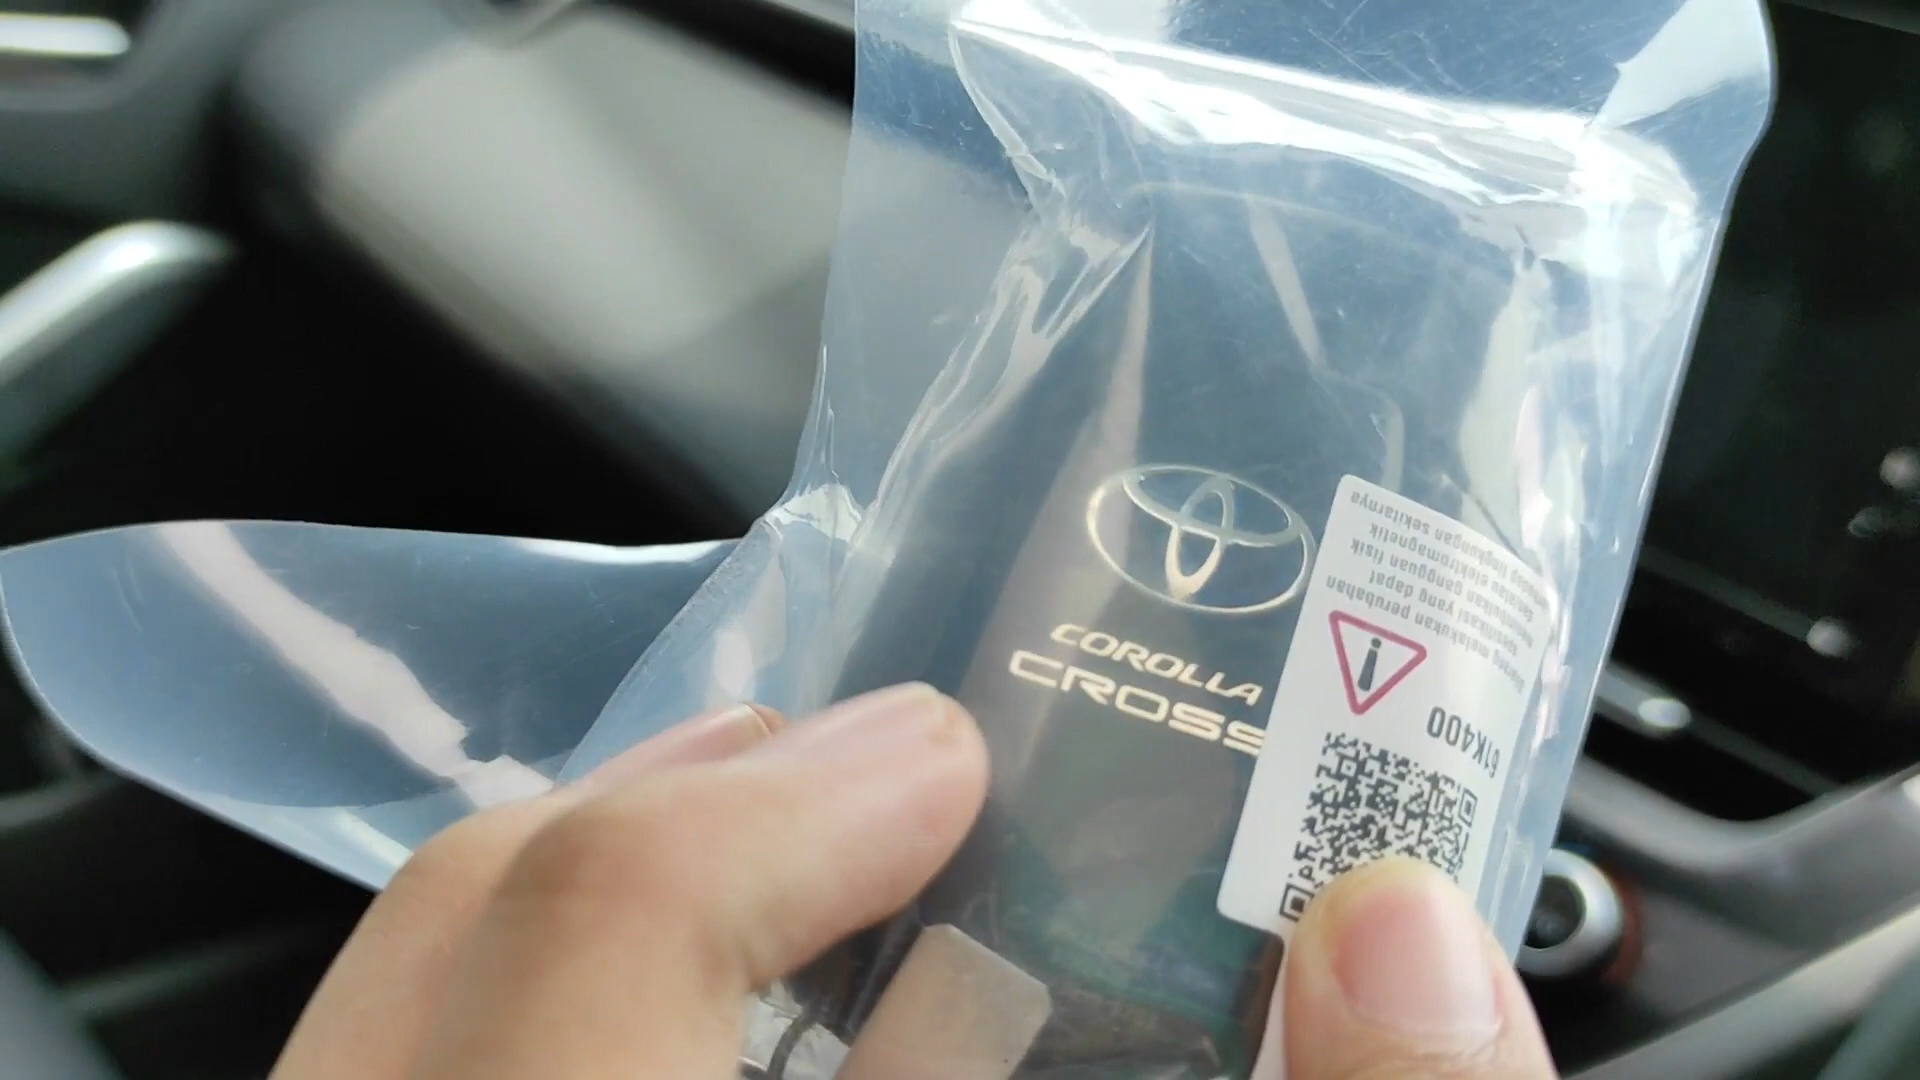 COROLLA
CROSS
Dilarang melakukan perubahan
spesifikasi yang dapat
menimbulkan gangguan fisik
dan/atau elektromagnetik
terhadap lingkungan sekitarnya
i
61K400